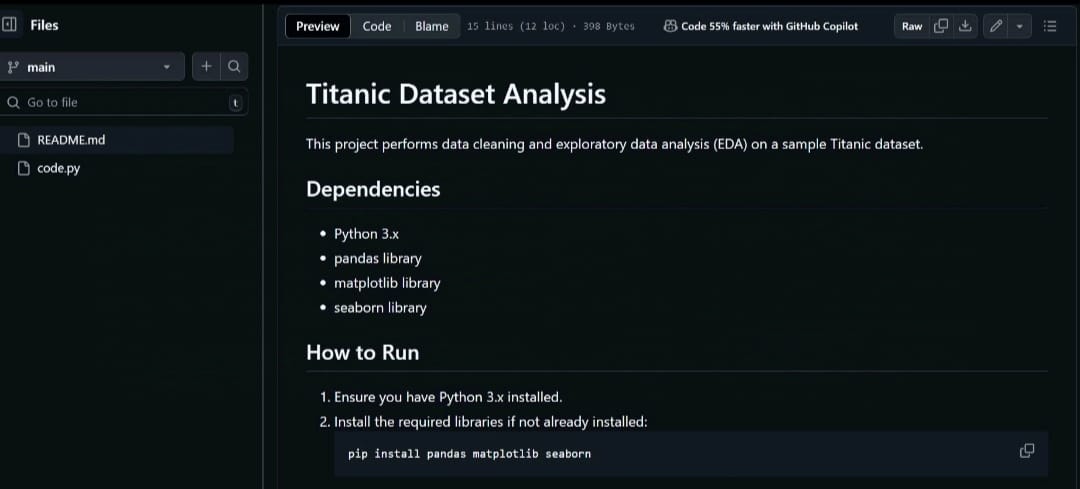 Files
main
Go to file
t
README.md
code.py
Preview Code Blame 15 lines (12 loc) · 398 Bytes Code 55% faster with GitHub Copilot Raw
Titanic Dataset Analysis
This project performs data cleaning and exploratory data analysis (EDA) on a sample Titanic dataset.
Dependencies
• Python 3.x
• pandas library
• matplotlib library
• seaborn library
How to Run
1. Ensure you have Python 3.x installed.
2. Install the required libraries if not already installed:
pip install pandas matplotlib seaborn